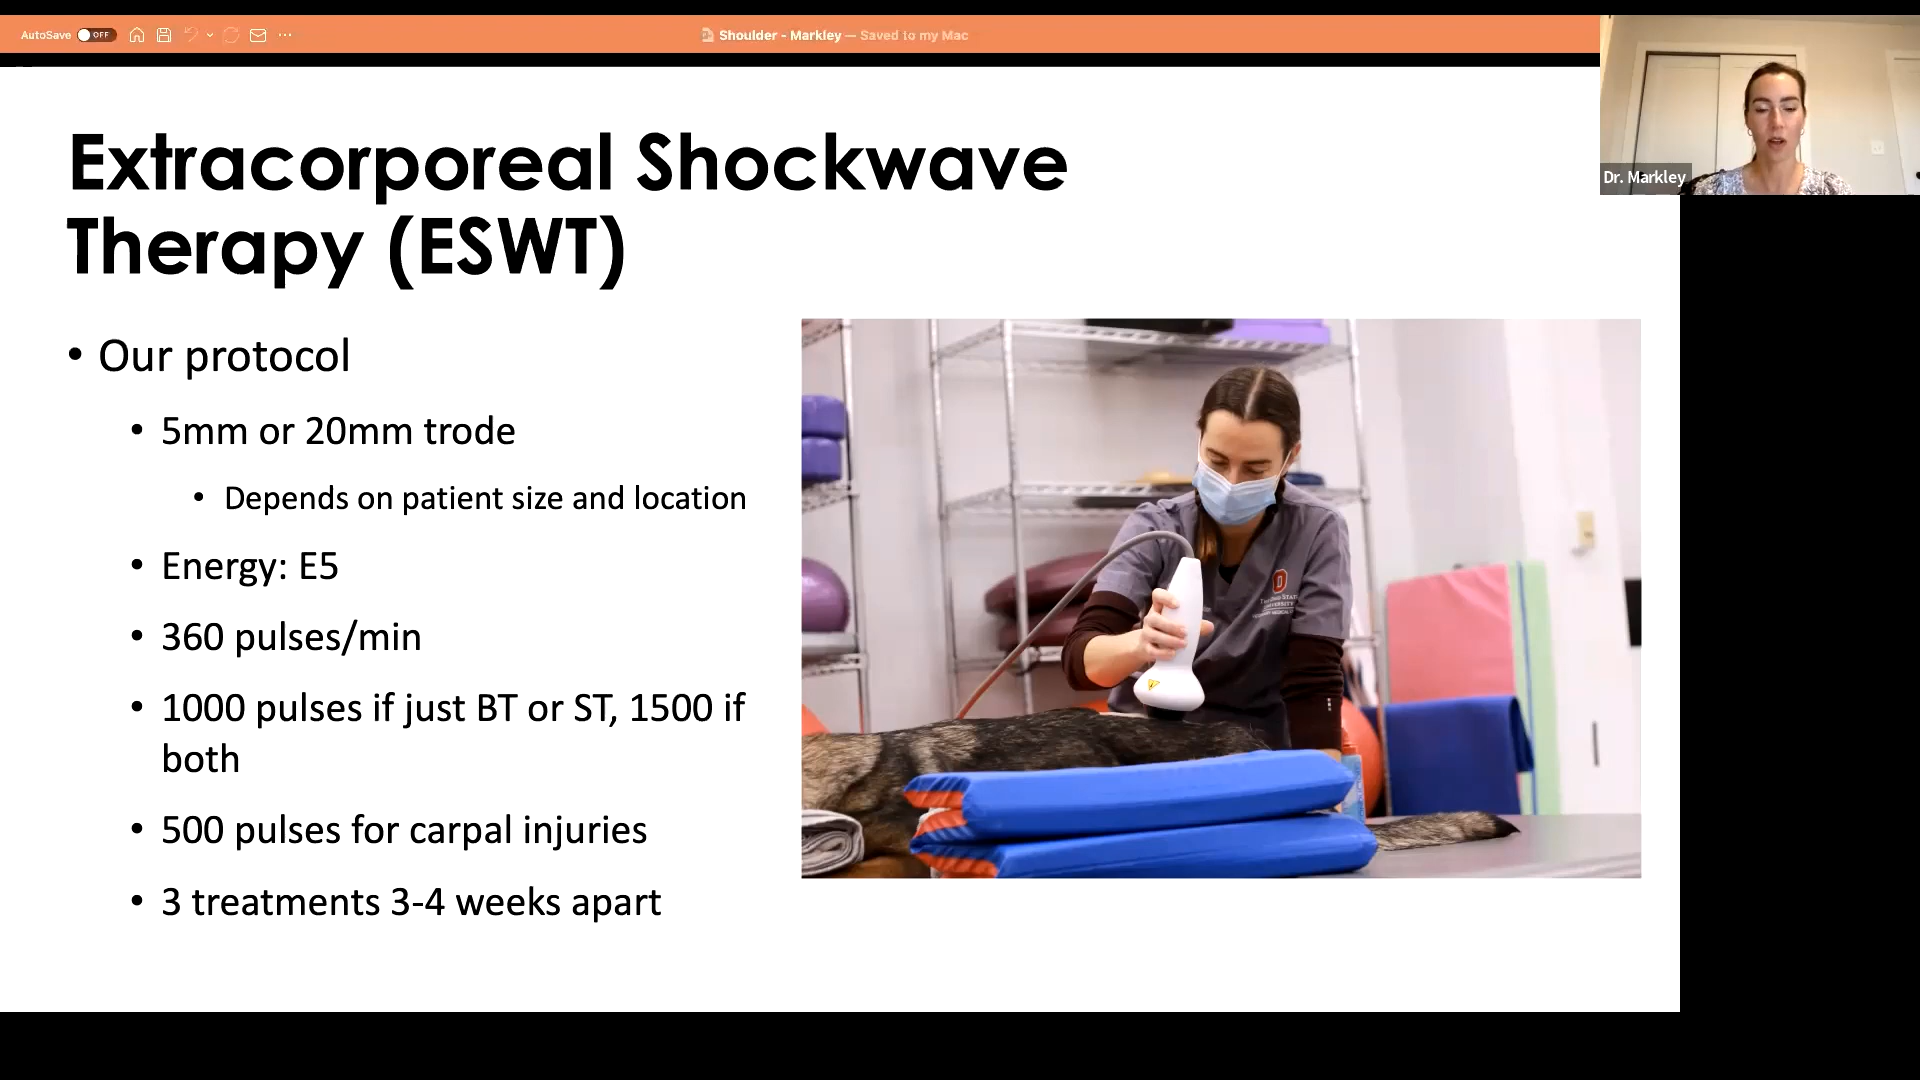 AutoSave OFF
Shoulder - Markley — Saved to my Mac
Dr. Markley
Extracorporeal Shockwave
Therapy (ESWT)
• Our protocol
• 5mm or 20mm trode
• Depends on patient size and location
• Energy: E5
• 360 pulses/min
• 1000 pulses if just BT or ST, 1500 if
both
• 500 pulses for carpal injuries
• 3 treatments 3-4 weeks apart